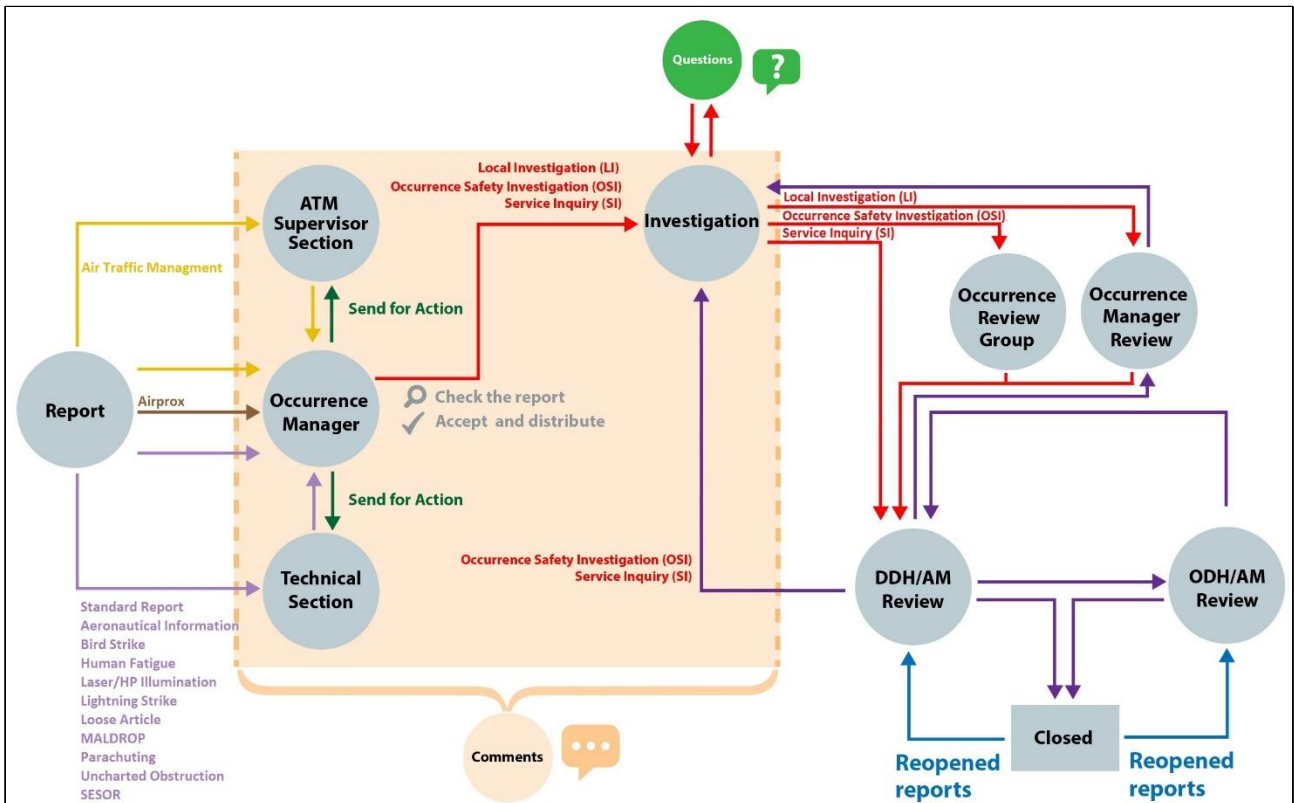 Questions
?
Local Investigation (LI)
Occurrence Safety Investigation (OSI)
Service Inquiry (SI)
ATM
Supervisor
Section
Investigation
Local Investigation (LI)
Occurrence Safety Investigation (OSI)
Service Inquiry (SI)
Air Traffic Managment
Send for Action
Occurrence
Review
Group
Occurrence
Manager
Review
Report
Airprox
Occurrence
Manager
Check the report
Accept and distribute
Send for Action
Technical
Section
Occurrence Safety Investigation (OSI)
Service Inquiry (SI)
DDH/AM
Review
ODH/AM
Review
Standard Report
Aeronautical Information
Bird Strike
Human Fatigue
Laser/HP Illumination
Lightning Strike
Loose Article
MALDROP
Parachuting
Uncharted Obstruction
SESOR
Comments
Closed
Reopened
reports
Reopened
reports